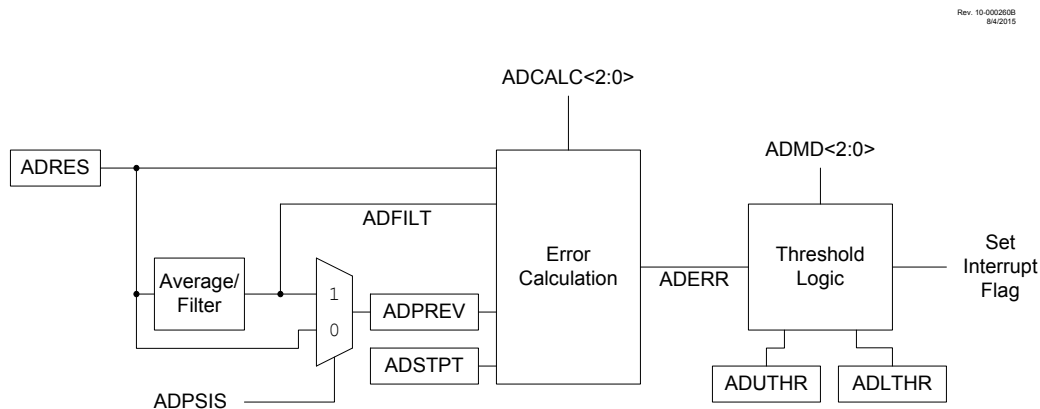 Rev. 10-000260B
8/4/2015
ADCALC<2:0>
ADRES
ADMD<2:0>
ADFILT
Error
Calculation
Threshold
Logic
Set
Interrupt
Flag
ADERR
Average/
Filter
1
0
ADPREV
ADSTPT
ADUTHR
ADLTHR
ADPSIS